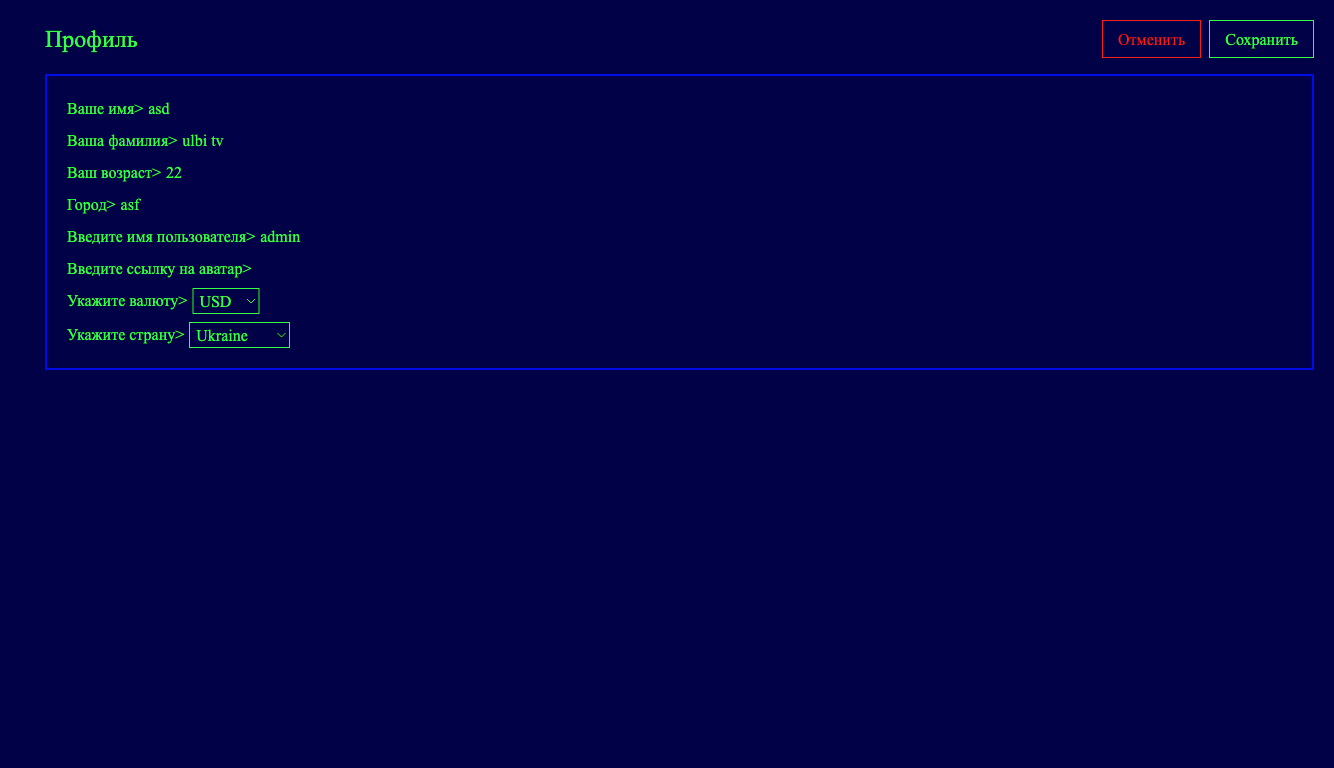 Профиль
Отменить
Сохранить
Ваше имя> asd
Ваша фамилия> ulbi tv
Ваш возраст> 22
Город> asf
Введите имя пользователя> admin
Введите ссылку на аватар>
Укажите валюту> USD
Укажите страну> Ukraine